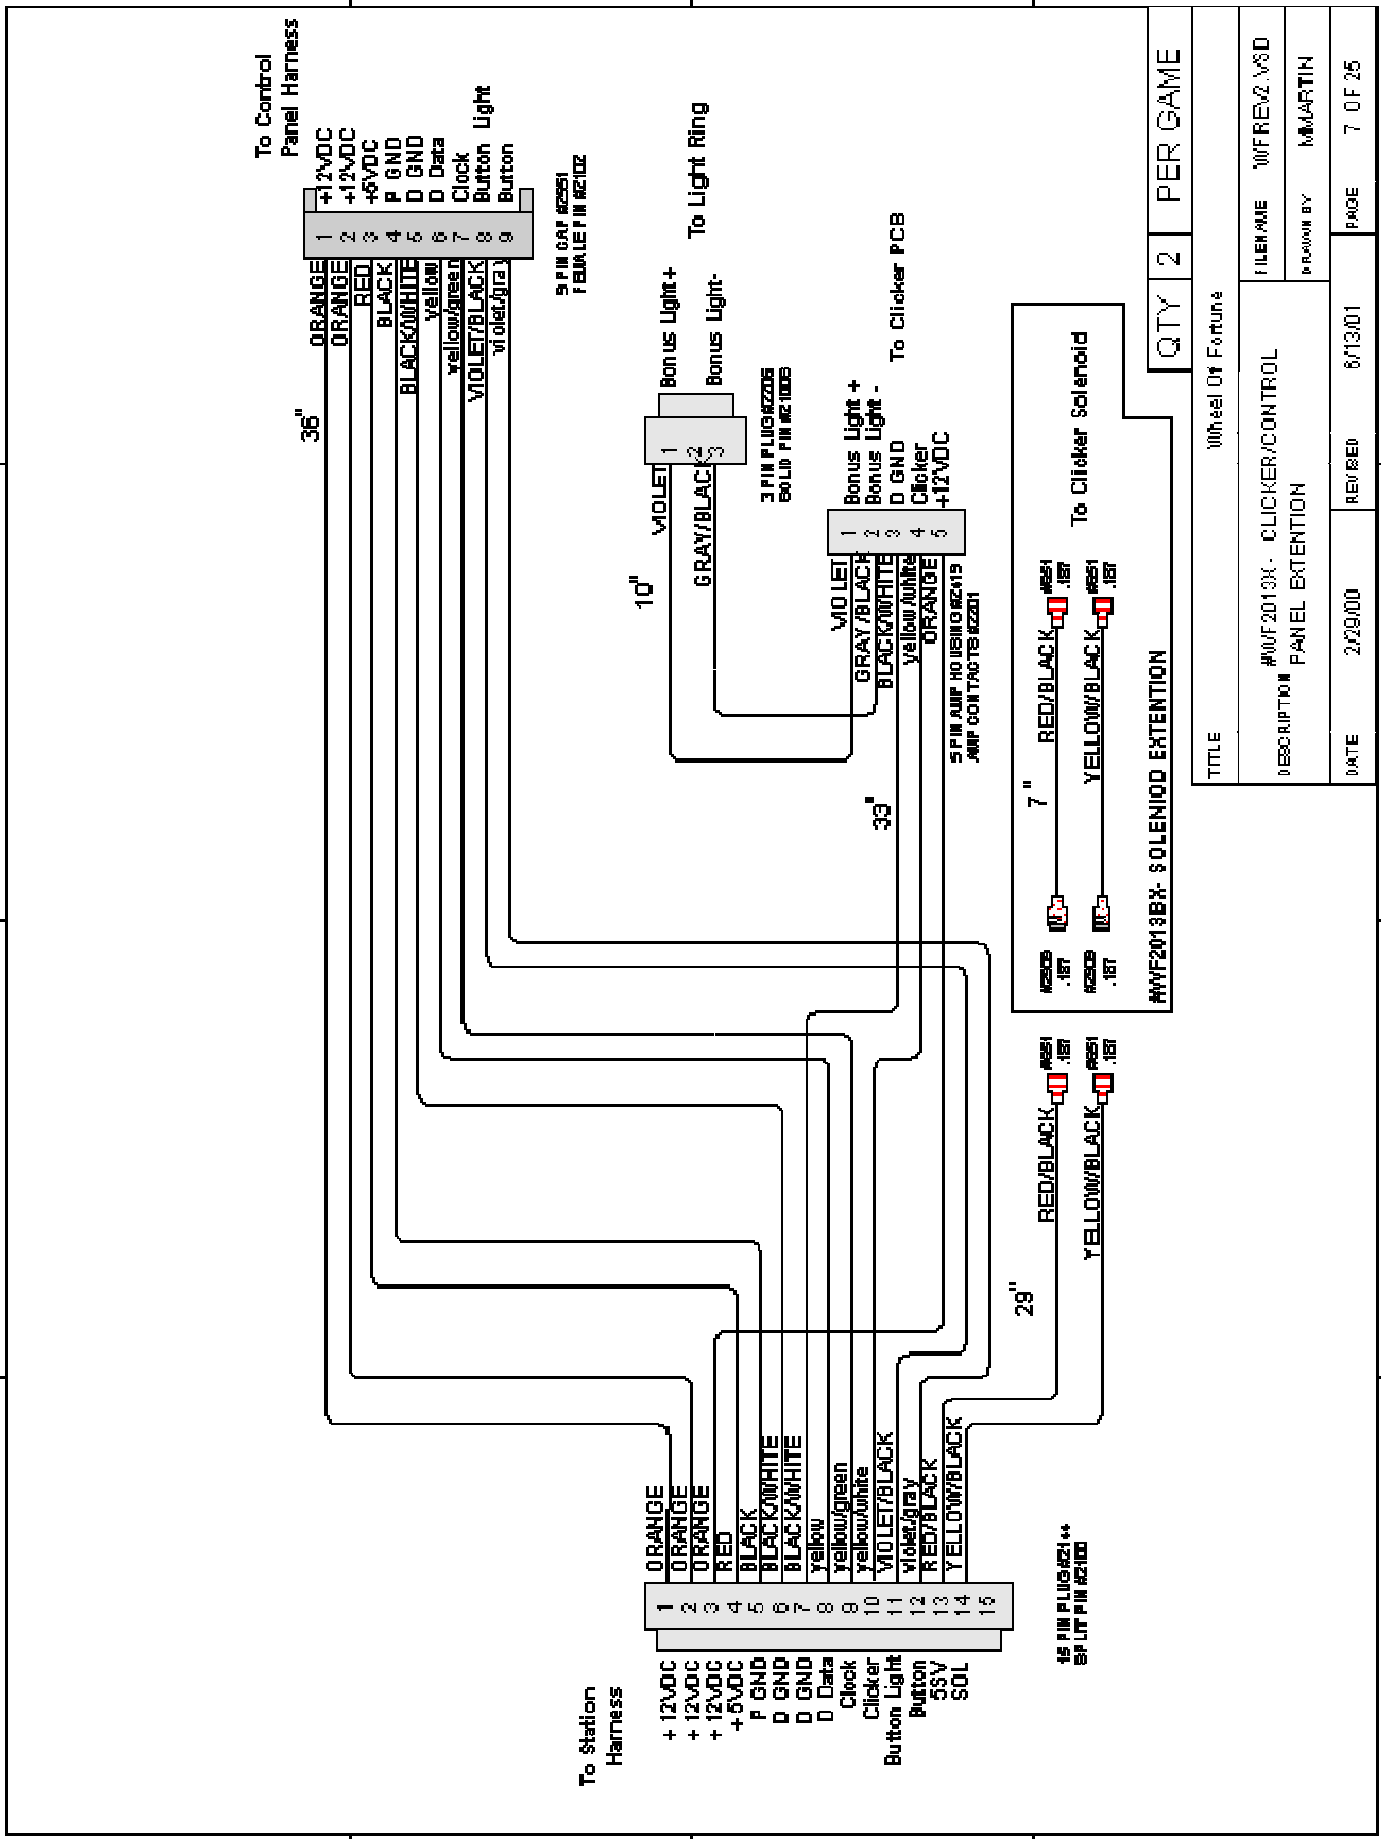 To Control
Panel Harness
+12VDC
+12VDC
+5VDC
P GND
D GND
D Data
Clock
Button Light
Button
1
2
3
4
5
6
7
8
9
ORANGE
ORANGE
RED
BLACK
BLACK/WHITE
yellow
yellow/green
VIOLET/BLACK
violet/gray
36"
9 PIN CAP
FEMALE PIN
Bonus Light+
Bonus Light-
To Light Ring
1
2
3
VIOLET
GRAY/BLACK
10"
3 PIN PLUG
SOLID PIN
To Clicker PCB
Bonus Light +
Bonus Light -
D GND
Clicker
+12VDC
1
2
3
4
5
VIOLET
GRAY/BLACK
BLACK/WHITE
yellow/white
ORANGE
33"
5 PIN AMP HOUSING
AMP CONTACTS
To Clicker Solenoid
RED/BLACK
YELLOW/BLACK
7 "
.187
.187
.187
.187
#WF2013BX- SOLENIOD EXTENTION
RED/BLACK
YELLOW/BLACK
.187
.187
29"
ORANGE
ORANGE
ORANGE
RED
BLACK
BLACK/WHITE
BLACK/WHITE
yellow
yellow/green
yellow/white
VIOLET/BLACK
violet/gray
RED/BLACK
YELLOW/BLACK
1
2
3
4
5
6
7
8
9
10
11
12
13
14
15
+ 12VDC
+ 12VDC
+ 12VDC
+ 5VDC
P GND
D GND
D GND
D Data
Clock
Clicker
Button Light
Button
5SV
SOL
To Station
Harness
15 PIN PLUG
SPLIT PIN
QTY 2 PER GAME
TITLE Wheel Of Fortune
DESCRIPTION #WF2013X- CLICKER/CONTROL
PANEL EXTENTION
FILENAME WFREV2.VSD
DRAWN BY MMARTIN
DATE 2/29/00
REVISED 6/13/01
PAGE 7 OF 25